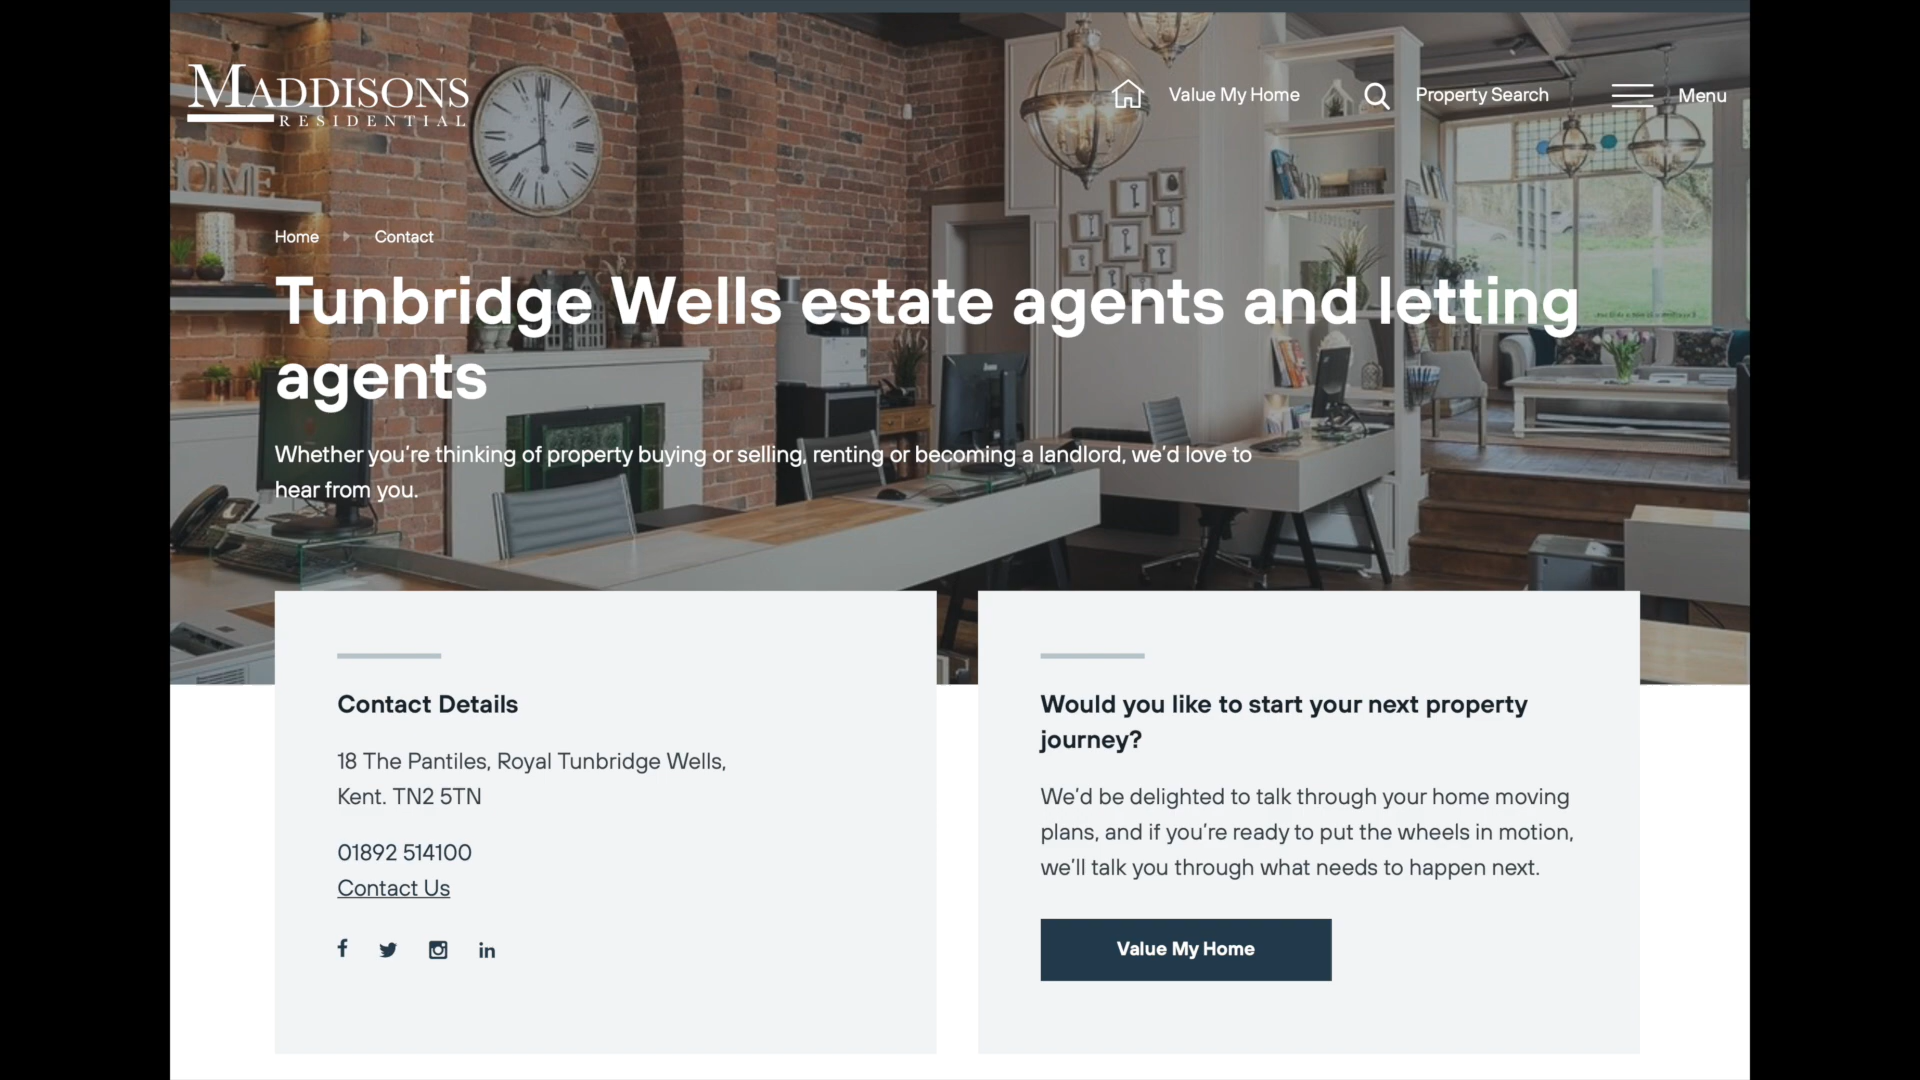 MADDISONS
RESIDENTIAL
Value My Home
Property Search
Menu
HOME
Home
Contact
Tunbridge Wells estate agents and letting
agents
Whether you're thinking of property buying or selling, renting or becoming a landlord, we'd love to
hear from you.
Contact Details
18 The Pantiles, Royal Tunbridge Wells,
Kent. TN2 5TN
01892 514100
Contact Us
Would you like to start your next property
journey?
We'd be delighted to talk through your home moving
plans, and if you're ready to put the wheels in motion,
we'll talk you through what needs to happen next.
Value My Home